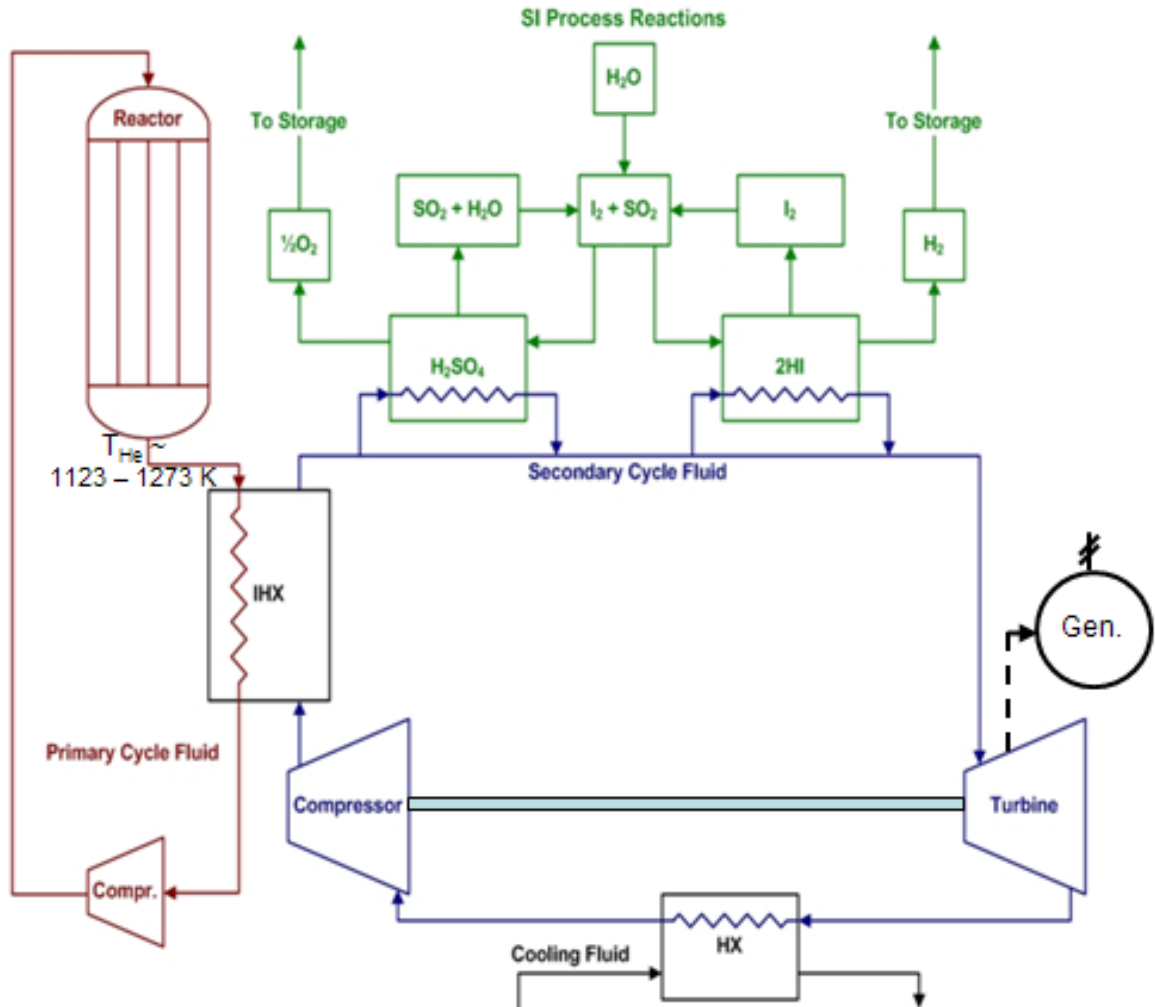 SI Process Reactions
H₂O
Reactor
To Storage
To Storage
SO₂ + H₂O
I₂ + SO₂
I₂
½O₂
H₂
H₂SO₄
2HI
T_He ~
1123 – 1273 K
Secondary Cycle Fluid
IHX
Gen.
Primary Cycle Fluid
Compressor
Turbine
Compr.
HX
Cooling Fluid